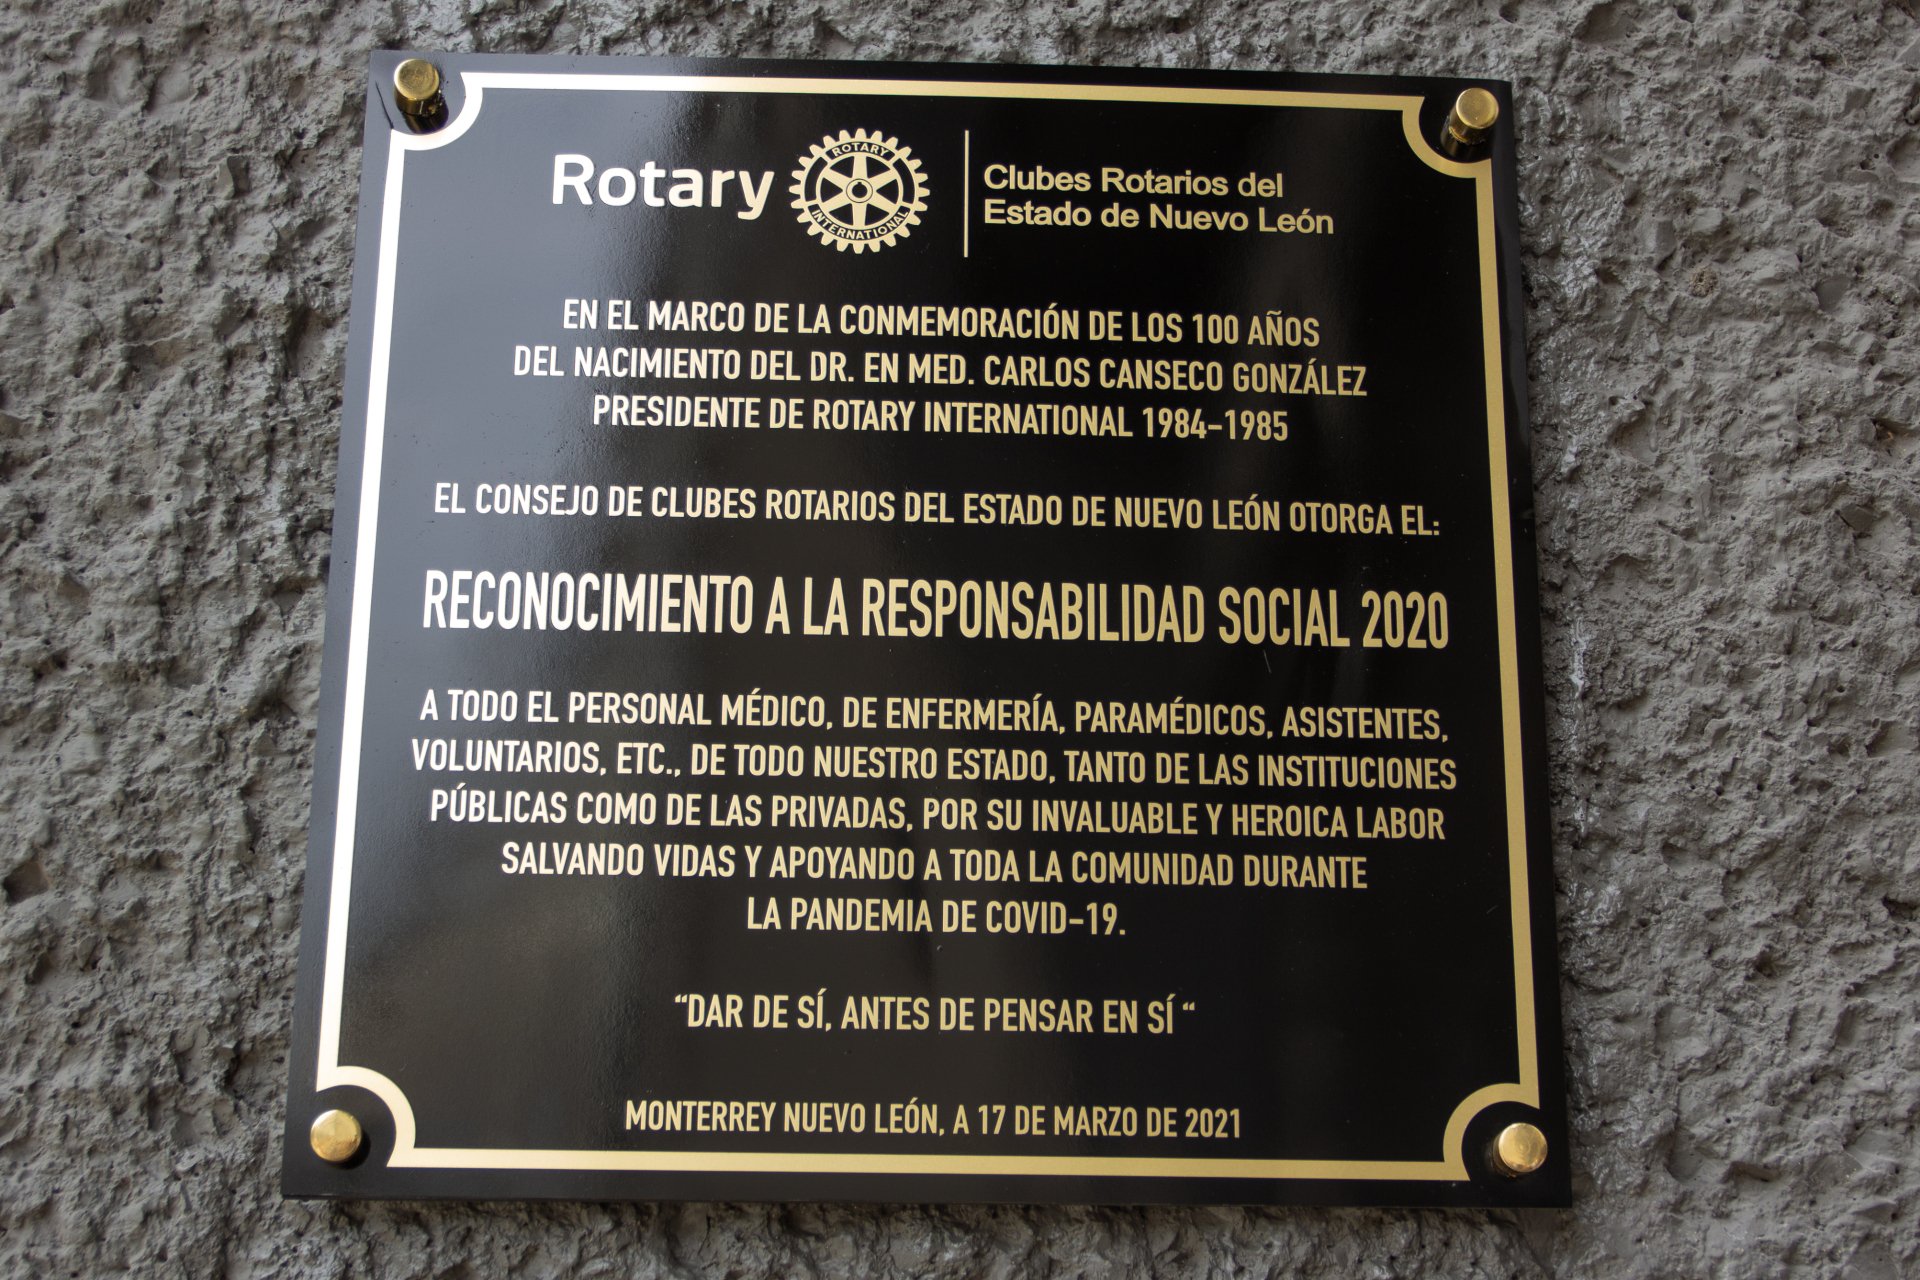 Rotary
ROTARY
INTERNATIONAL
Clubes Rotarios del
Estado de Nuevo León
EN EL MARCO DE LA CONMEMORACIÓN DE LOS 100 AÑOS
DEL NACIMIENTO DEL DR. EN MED. CARLOS CANSECO GONZÁLEZ
PRESIDENTE DE ROTARY INTERNATIONAL 1984-1985
EL CONSEJO DE CLUBES ROTARIOS DEL ESTADO DE NUEVO LEÓN OTORGA EL:
RECONOCIMIENTO A LA RESPONSABILIDAD SOCIAL 2020
A TODO EL PERSONAL MÉDICO, DE ENFERMERÍA, PARAMÉDICOS, ASISTENTES,
VOLUNTARIOS, ETC., DE TODO NUESTRO ESTADO, TANTO DE LAS INSTITUCIONES
PÚBLICAS COMO DE LAS PRIVADAS, POR SU INVALUABLE Y HEROICA LABOR
SALVANDO VIDAS Y APOYANDO A TODA LA COMUNIDAD DURANTE
LA PANDEMIA DE COVID-19.
“DAR DE SÍ, ANTES DE PENSAR EN SÍ “
MONTERREY NUEVO LEÓN, A 17 DE MARZO DE 2021